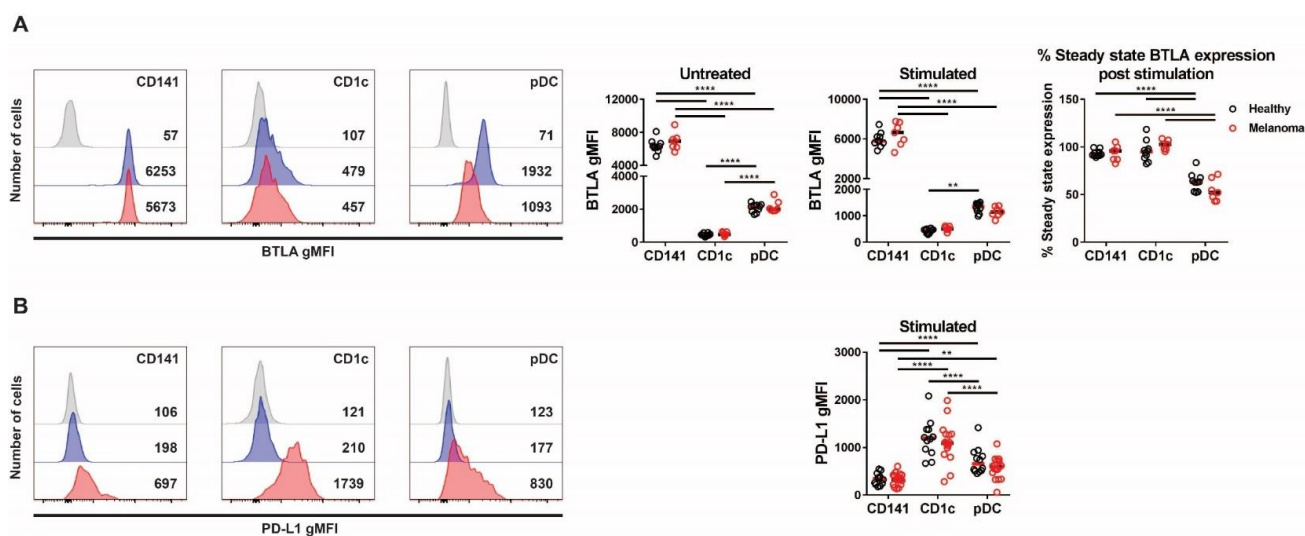 A
Number of cells
CD141
57
6253
5673
CD1c
107
479
457
pDC
71
1932
1093
BTLA gMFI
Untreated
****
****
****
****
BTLA gMFI
12000
10000
8000
6000
4000
4000
2000
0
CD141 CD1c pDC
Stimulated
****
****
**
BTLA gMFI
10000
8000
6000
4000
2000
2000
1000
0
CD141 CD1c pDC
% Steady state BTLA expression
post stimulation
****
****
% Steady state expression
150
100
50
0
CD141 CD1c pDC
Healthy
Melanoma
B
Number of cells
CD141
106
198
697
CD1c
121
210
1739
pDC
123
177
830
PD-L1 gMFI
Stimulated
****
**
****
****
****
PD-L1 gMFI
3000
2000
1000
0
CD141 CD1c pDC